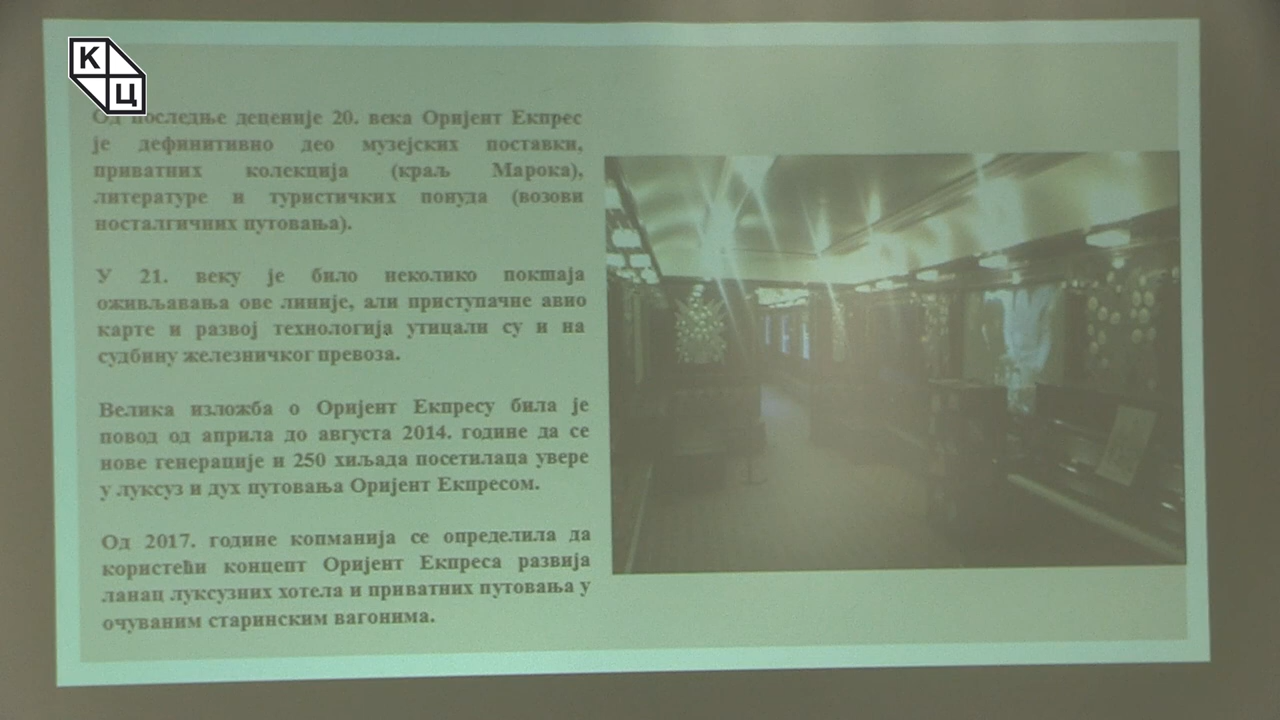 К
Ц
Од последње деценије 20. века Оријент Екпрес
је дефинитивно део музејских поставки,
приватних колекција (краљ Марока),
литературе и туристичких понуда (возови
носталгичних путовања).
У 21. веку је било неколико покшаја
оживљавања ове линије, али приступачне авио
карте и развој технологија утицали су и на
судбину железничког превоза.
Велика изложба о Оријент Екпресу била је
повод од априла до августа 2014. године да се
нове генерације и 250 хиљада посетилаца увере
у луксуз и дух путовања Оријент Екпресом.
Од 2017. године копманија се определила да
користећи концепт Оријент Екпреса развија
ланац луксузних хотела и приватних путовања у
очуваним старинским вагонима.